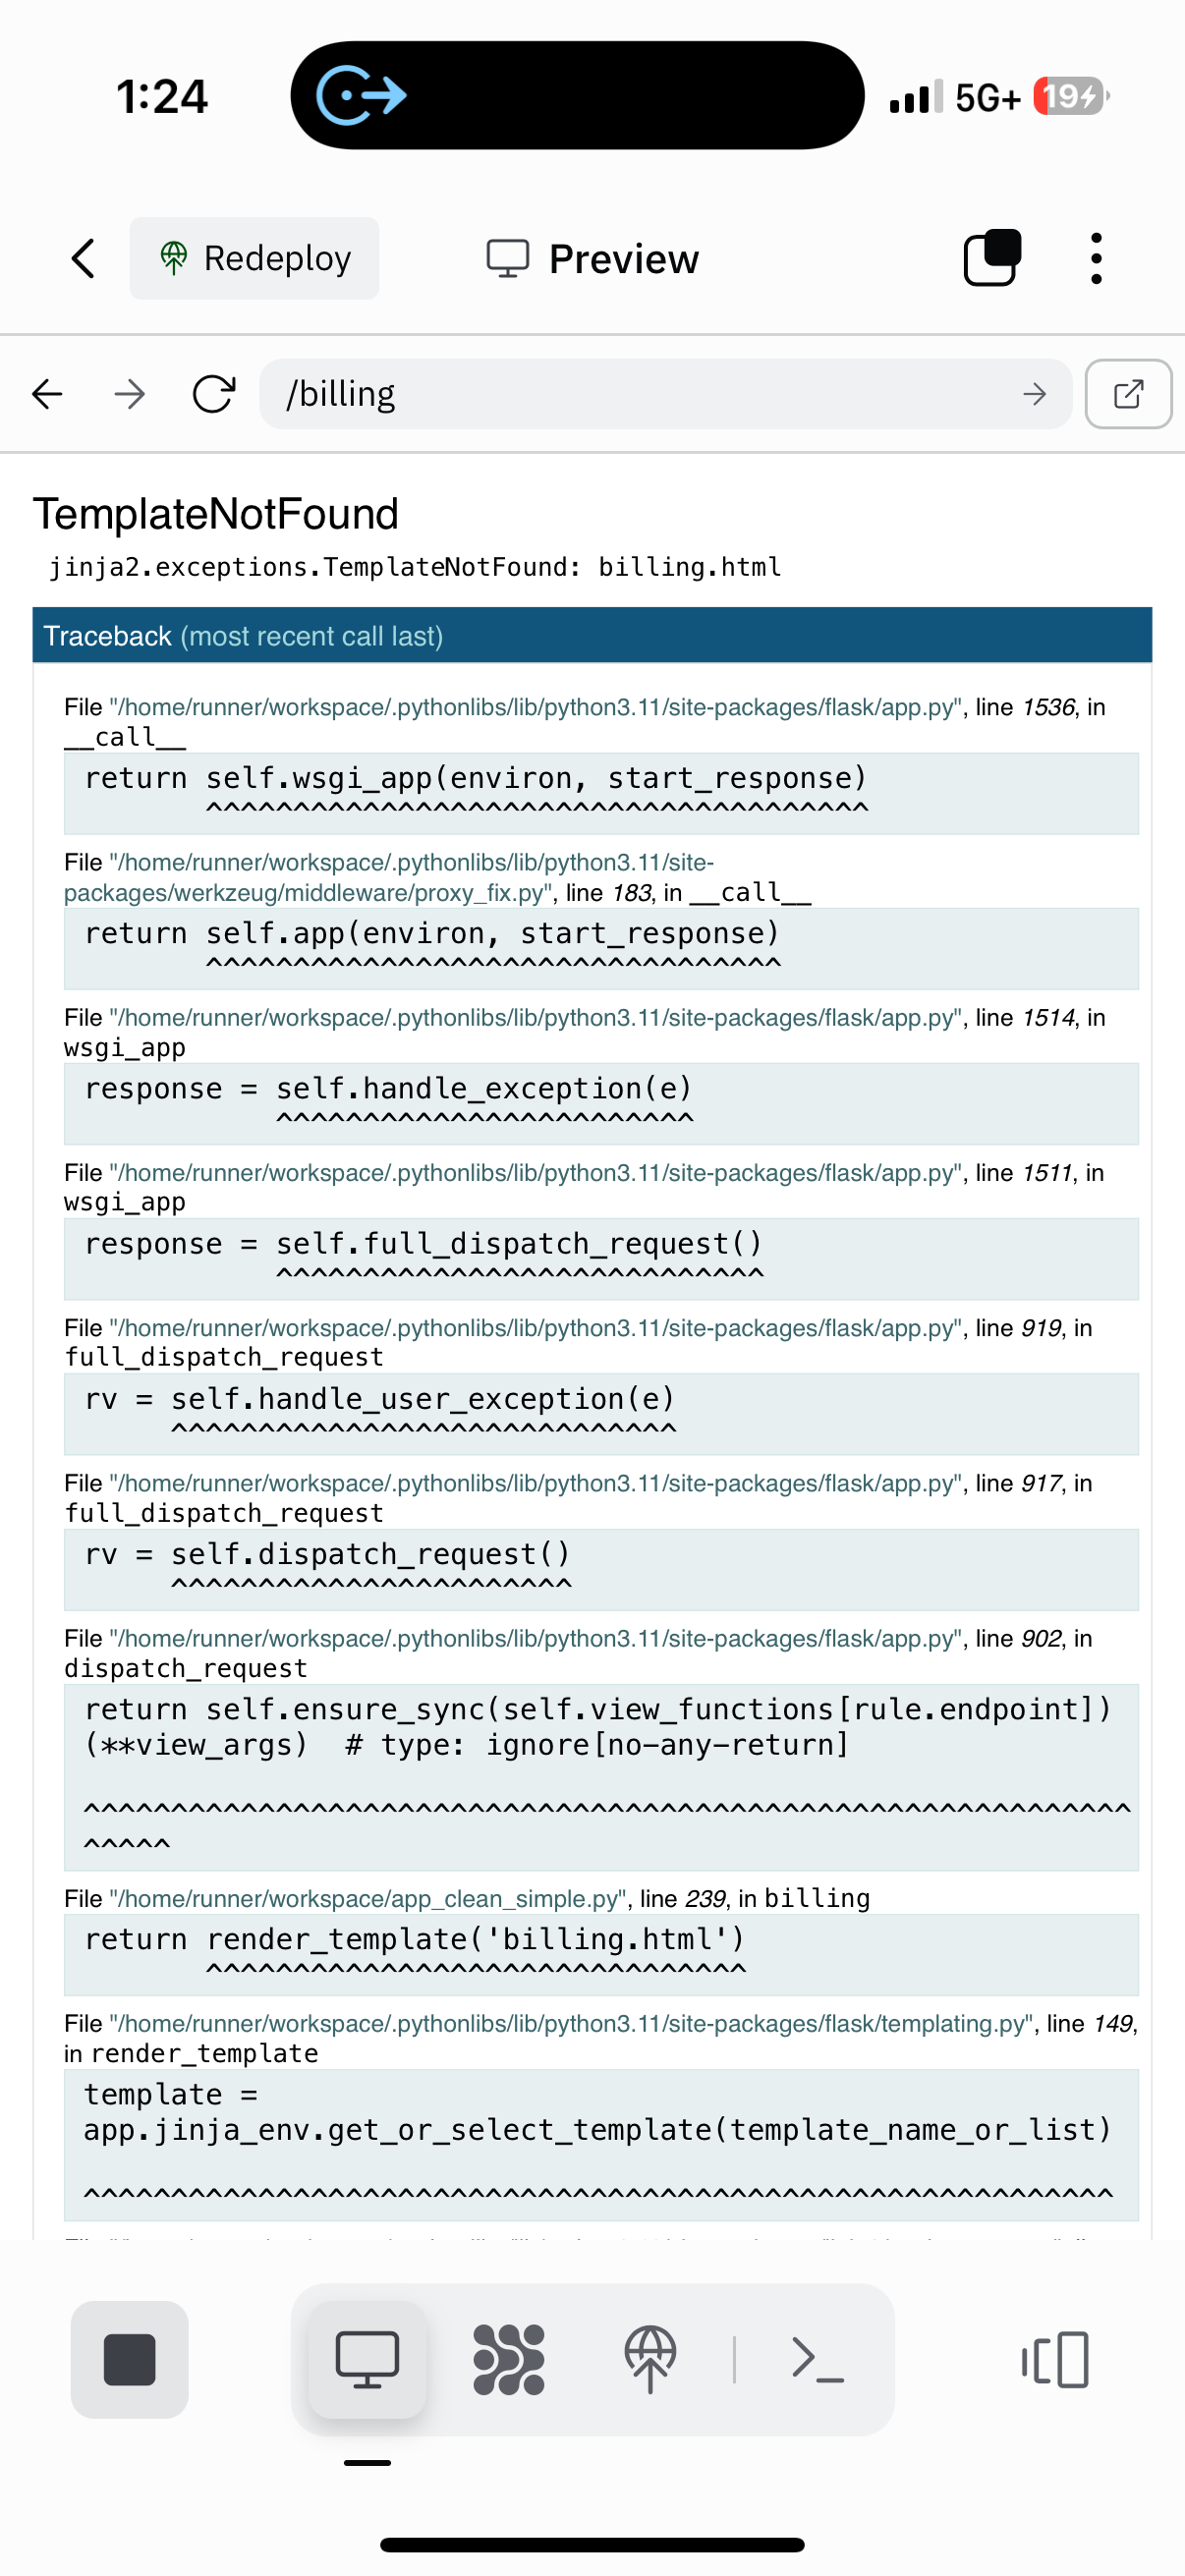 1:24
5G+
19
Redeploy
Preview
/billing
TemplateNotFound
jinja2.exceptions.TemplateNotFound: billing.html
Traceback (most recent call last)
File "/home/runner/workspace/.pythonlibs/lib/python3.11/site-packages/flask/app.py", line 1536, in
__call__
return self.wsgi_app(environ, start_response)
^^^^^^^^^^^^^^^^^^^^^^^^^^^^^^^^^^^^^^
File "/home/runner/workspace/.pythonlibs/lib/python3.11/site-
packages/werkzeug/middleware/proxy_fix.py", line 183, in __call__
return self.app(environ, start_response)
^^^^^^^^^^^^^^^^^^^^^^^^^^^^^^^^^
File "/home/runner/workspace/.pythonlibs/lib/python3.11/site-packages/flask/app.py", line 1514, in
wsgi_app
response = self.handle_exception(e)
^^^^^^^^^^^^^^^^^^^^^^^^
File "/home/runner/workspace/.pythonlibs/lib/python3.11/site-packages/flask/app.py", line 1511, in
wsgi_app
response = self.full_dispatch_request()
^^^^^^^^^^^^^^^^^^^^^^^^^^^^
File "/home/runner/workspace/.pythonlibs/lib/python3.11/site-packages/flask/app.py", line 919, in
full_dispatch_request
rv = self.handle_user_exception(e)
^^^^^^^^^^^^^^^^^^^^^^^^^^^^^
File "/home/runner/workspace/.pythonlibs/lib/python3.11/site-packages/flask/app.py", line 917, in
full_dispatch_request
rv = self.dispatch_request()
^^^^^^^^^^^^^^^^^^^^^^^
File "/home/runner/workspace/.pythonlibs/lib/python3.11/site-packages/flask/app.py", line 902, in
dispatch_request
return self.ensure_sync(self.view_functions[rule.endpoint])
(**view_args)  # type: ignore[no-any-return]
^^^^^^^^^^^^^^^^^^^^^^^^^^^^^^^^^^^^^^^^^^^^^^^^^^^^^^^^^^^^
^^^^^
File "/home/runner/workspace/app_clean_simple.py", line 239, in billing
return render_template('billing.html')
^^^^^^^^^^^^^^^^^^^^^^^^^^^^^^^
File "/home/runner/workspace/.pythonlibs/lib/python3.11/site-packages/flask/templating.py", line 149,
in render_template
template =
app.jinja_env.get_or_select_template(template_name_or_list)
^^^^^^^^^^^^^^^^^^^^^^^^^^^^^^^^^^^^^^^^^^^^^^^^^^^^^^^^^^^